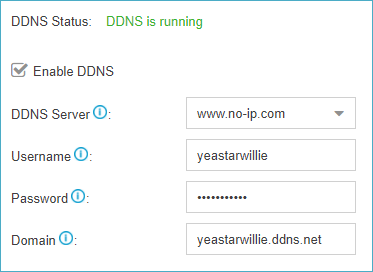 DDNS Status: DDNS is running
Enable DDNS
DDNS Server i: www.no-ip.com
Username i: yeastarwillie
Password i: •••••••••••
Domain i: yeastarwillie.ddns.net